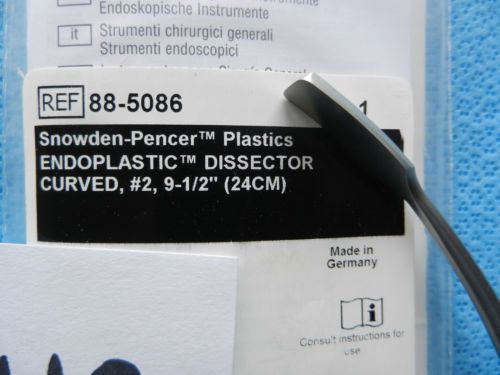 Endoskopische Instrumente
it Strumenti chirurgici generali
Strumenti endoscopici
REF 88-5086 1
Snowden-Pencer™ Plastics
ENDOPLASTIC™ DISSECTOR
CURVED, #2, 9-1/2" (24CM)
Made in
Germany
Consult instructions for
use